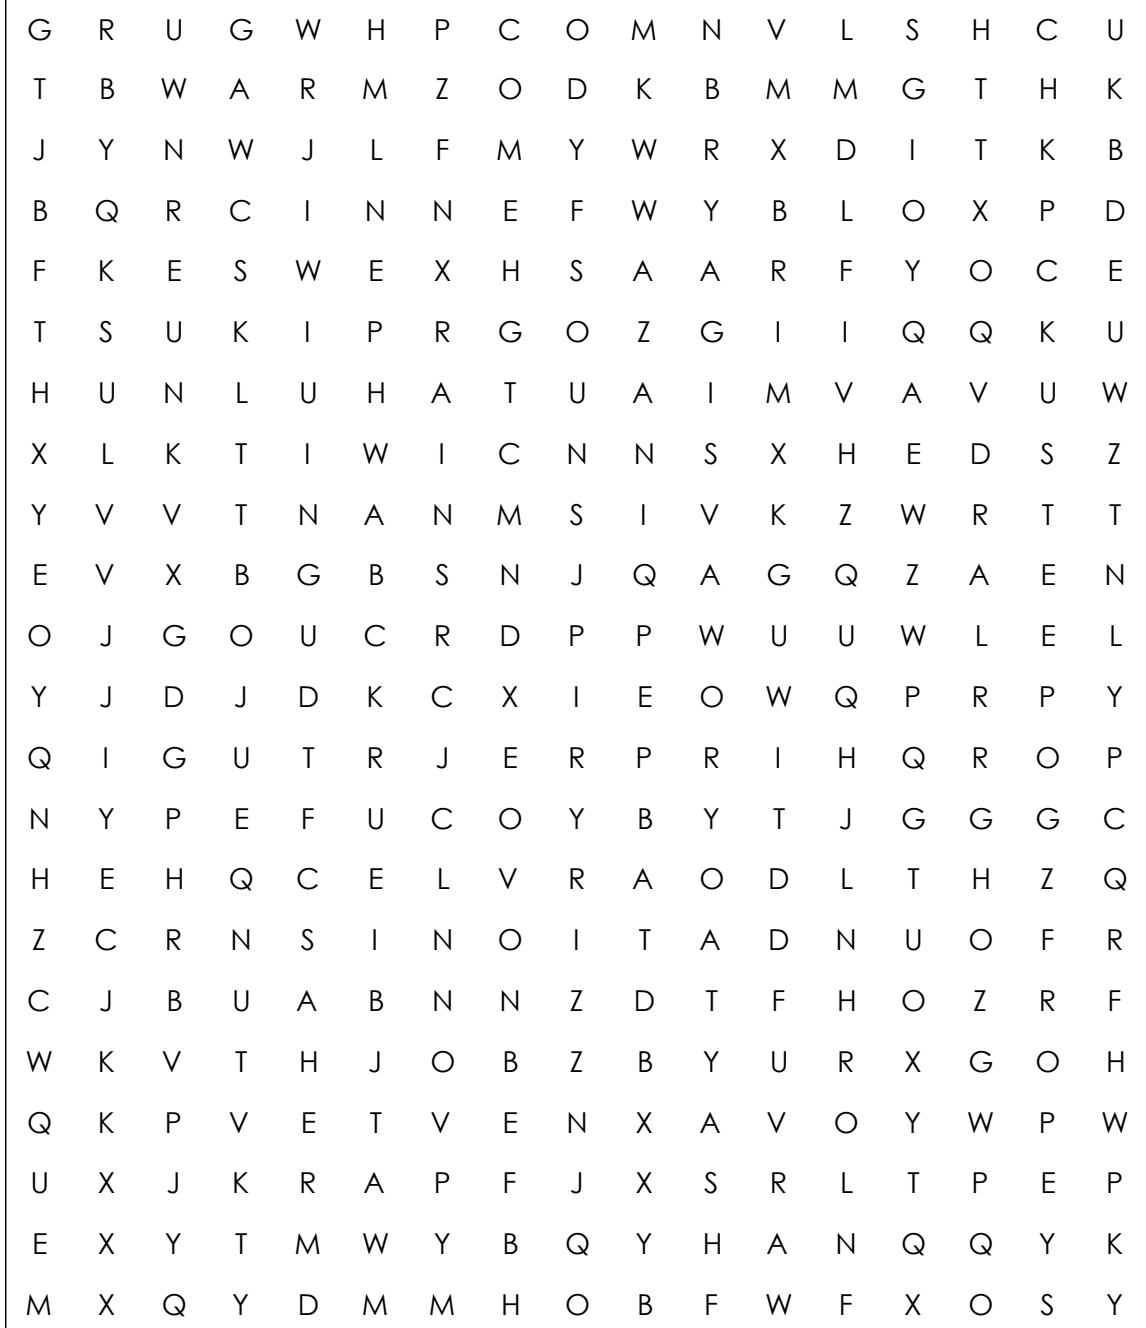 G R U G W H P C O M N V L S H C U
T B W A R M Z O D K B M M G T H K
J Y N W J L F M Y W R X D I T K B
B Q R C I N N E F W Y B L O X P D
F K E S W E X H S A A R F Y O C E
T S U K I P R G O Z G I I Q Q K U
H U N L U H A T U A I M V A V U W
X L K T I W I C N N S X H E D S Z
Y V V T N A N M S I V K Z W R T T
E V X B G B S N J Q A G Q Z A E N
O J G O U C R D P P W U U W L E L
Y J D J D K C X I E O W Q P R P Y
Q I G U T R J E R P R I H Q R O P
N Y P E F U C O Y B Y T J G G G C
H E H Q C E L V R A O D L T H Z Q
Z C R N S I N O I T A D N U O F R
C J B U A B N N Z D T F H O Z R F
W K V T H J O B Z B Y U R X G O H
Q K P V E T V E N X A V O Y W P W
U X J K R A P F J X S R L T P E P
E X Y T M W Y B Q Y H A N Q Q Y K
M X Q Y D M M H O B F W F X O S Y